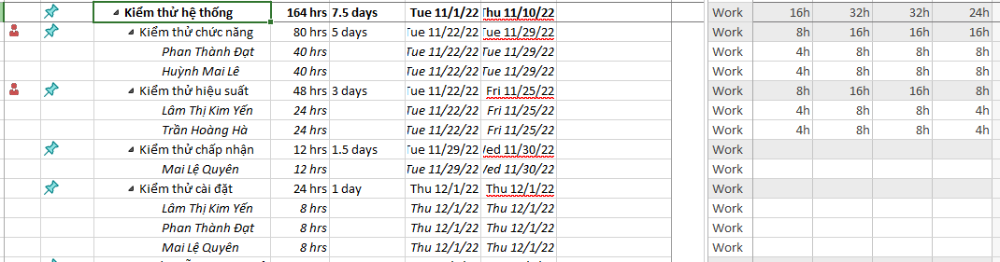 Kiểm thử hệ thống 164 hrs 7.5 days Tue 11/1/22 Thu 11/10/22 Work 16h 32h 32h 24h
Kiểm thử chức năng 80 hrs 5 days Tue 11/22/22 Tue 11/29/22 Work 8h 16h 16h 16h
Phan Thành Đạt 40 hrs Tue 11/22/22 Tue 11/29/22 Work 4h 8h 8h 8h
Huỳnh Mai Lê 40 hrs Tue 11/22/22 Tue 11/29/22 Work 4h 8h 8h 8h
Kiểm thử hiệu suất 48 hrs 3 days Tue 11/22/22 Fri 11/25/22 Work 8h 16h 16h 8h
Lâm Thị Kim Yến 24 hrs Tue 11/22/22 Fri 11/25/22 Work 4h 8h 8h 4h
Trần Hoàng Hà 24 hrs Tue 11/22/22 Fri 11/25/22 Work 4h 8h 8h 4h
Kiểm thử chấp nhận 12 hrs 1.5 days Tue 11/29/22 Wed 11/30/22 Work
Mai Lệ Quyên 12 hrs Tue 11/29/22 Wed 11/30/22 Work
Kiểm thử cài đặt 24 hrs 1 day Thu 12/1/22 Thu 12/1/22 Work
Lâm Thị Kim Yến 8 hrs Thu 12/1/22 Thu 12/1/22 Work
Phan Thành Đạt 8 hrs Thu 12/1/22 Thu 12/1/22 Work
Mai Lệ Quyên 8 hrs Thu 12/1/22 Thu 12/1/22 Work